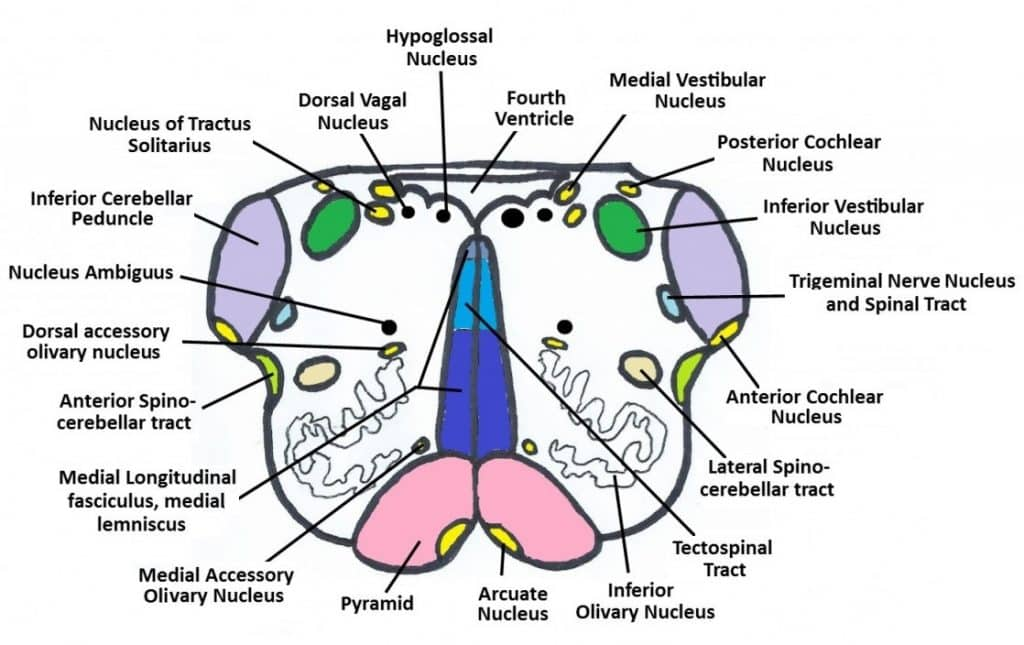 Hypoglossal
Nucleus
Medial Vestibular
Nucleus
Dorsal Vagal
Nucleus
Fourth
Ventricle
Nucleus of Tractus
Solitarius
Posterior Cochlear
Nucleus
Inferior Cerebellar
Peduncle
Inferior Vestibular
Nucleus
Nucleus Ambiguus
Trigeminal Nerve Nucleus
and Spinal Tract
Dorsal accessory
olivary nucleus
Anterior Spino-
cerebellar tract
Anterior Cochlear
Nucleus
Medial Longitudinal
fasciculus, medial
lemniscus
Lateral Spino-
cerebellar tract
Medial Accessory
Olivary Nucleus
Pyramid
Arcuate
Nucleus
Inferior
Olivary Nucleus
Tectospinal
Tract